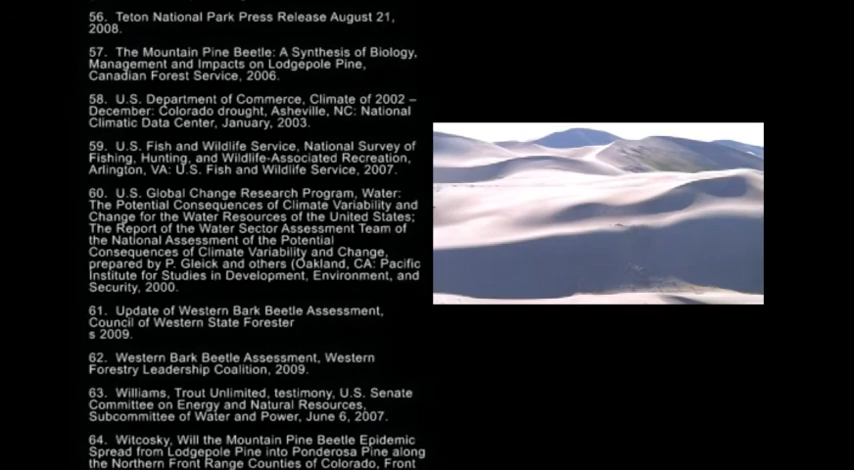 56. Teton National Park Press Release August 21,
2008.
57. The Mountain Pine Beetle: A Synthesis of Biology,
Management and Impacts on Lodgepole Pine,
Canadian Forest Service, 2006.
58. U.S. Department of Commerce, Climate of 2002 –
December: Colorado drought, Asheville, NC: National
Climatic Data Center, January, 2003.
59. U.S. Fish and Wildlife Service, National Survey of
Fishing, Hunting, and Wildlife-Associated Recreation,
Arlington, VA: U.S. Fish and Wildlife Service, 2007.
60. U.S. Global Change Research Program, Water:
The Potential Consequences of Climate Variability and
Change for the Water Resources of the United States;
The Report of the Water Sector Assessment Team of
the National Assessment of the Potential
Consequences of Climate Variability and Change,
prepared by P. Gleick and others (Oakland, CA: Pacific
Institute for Studies in Development, Environment, and
Security, 2000.
61. Update of Western Bark Beetle Assessment,
Council of Western State Forester
s 2009.
62. Western Bark Beetle Assessment, Western
Forestry Leadership Coalition, 2009.
63. Williams, Trout Unlimited, testimony, U.S. Senate
Committee on Energy and Natural Resources,
Subcommittee of Water and Power, June 6, 2007.
64. Witcosky, Will the Mountain Pine Beetle Epidemic
Spread from Lodgepole Pine into Ponderosa Pine along
the Northern Front Range Counties of Colorado, Front